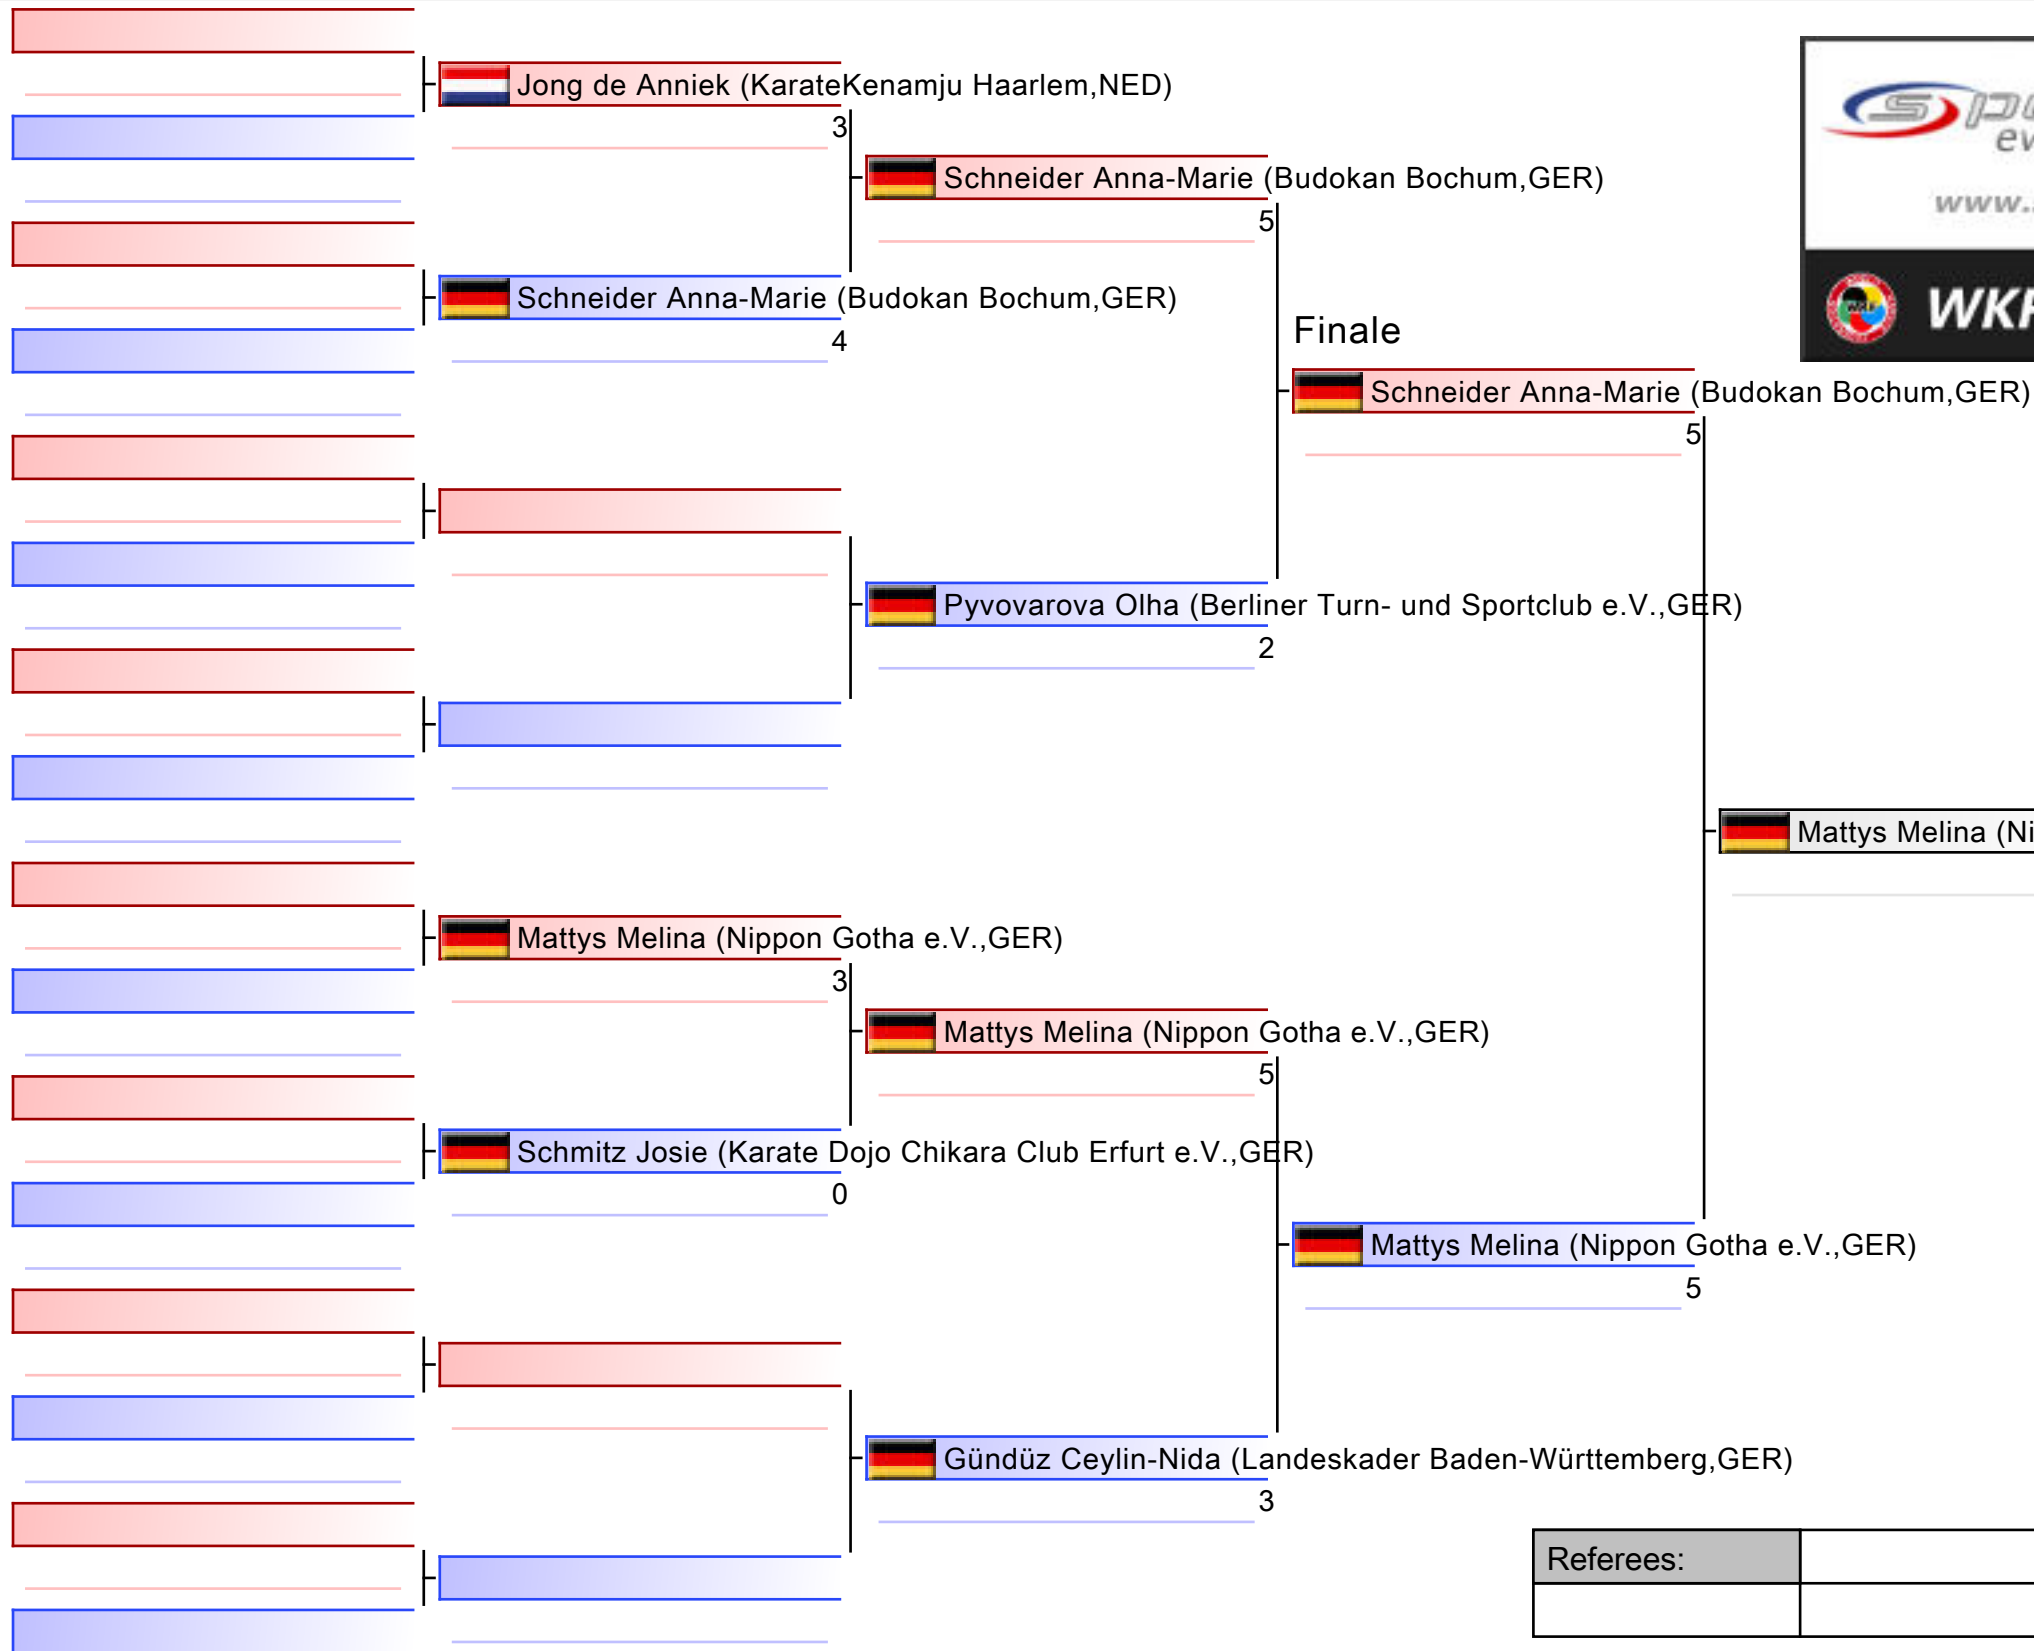 Jong de Anniek (KarateKenamju Haarlem,NED)
3
Schneider Anna-Marie (Budokan Bochum,GER)
5
Schneider Anna-Marie (Budokan Bochum,GER)
4
Finale
Schneider Anna-Marie (Budokan Bochum,GER)
5
Pyvovarova Olha (Berliner Turn- und Sportclub e.V.,GER)
2
Mattys Melina (Ni
Mattys Melina (Nippon Gotha e.V.,GER)
3
Mattys Melina (Nippon Gotha e.V.,GER)
5
Schmitz Josie (Karate Dojo Chikara Club Erfurt e.V.,GER)
0
Mattys Melina (Nippon Gotha e.V.,GER)
5
Gündüz Ceylin-Nida (Landeskader Baden-Württemberg,GER)
3
Referees:
www.
WKF